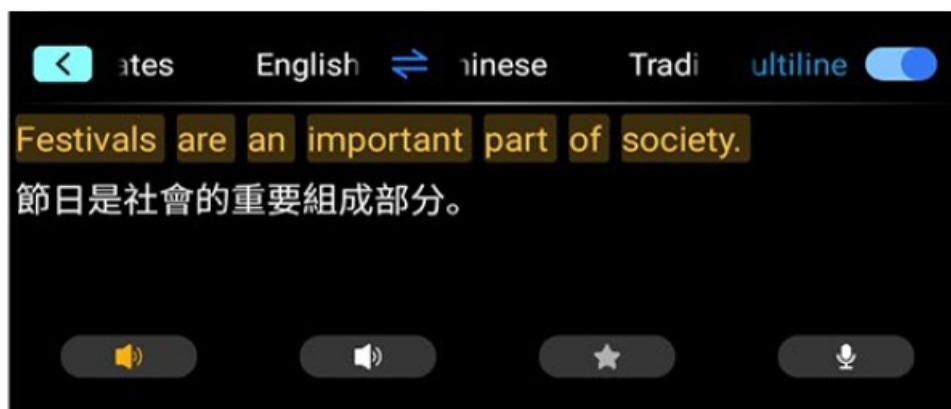 ates English ⇌ inese Tradi ultiline
Festivals are an important part of society.
節日是社會的重要組成部分。